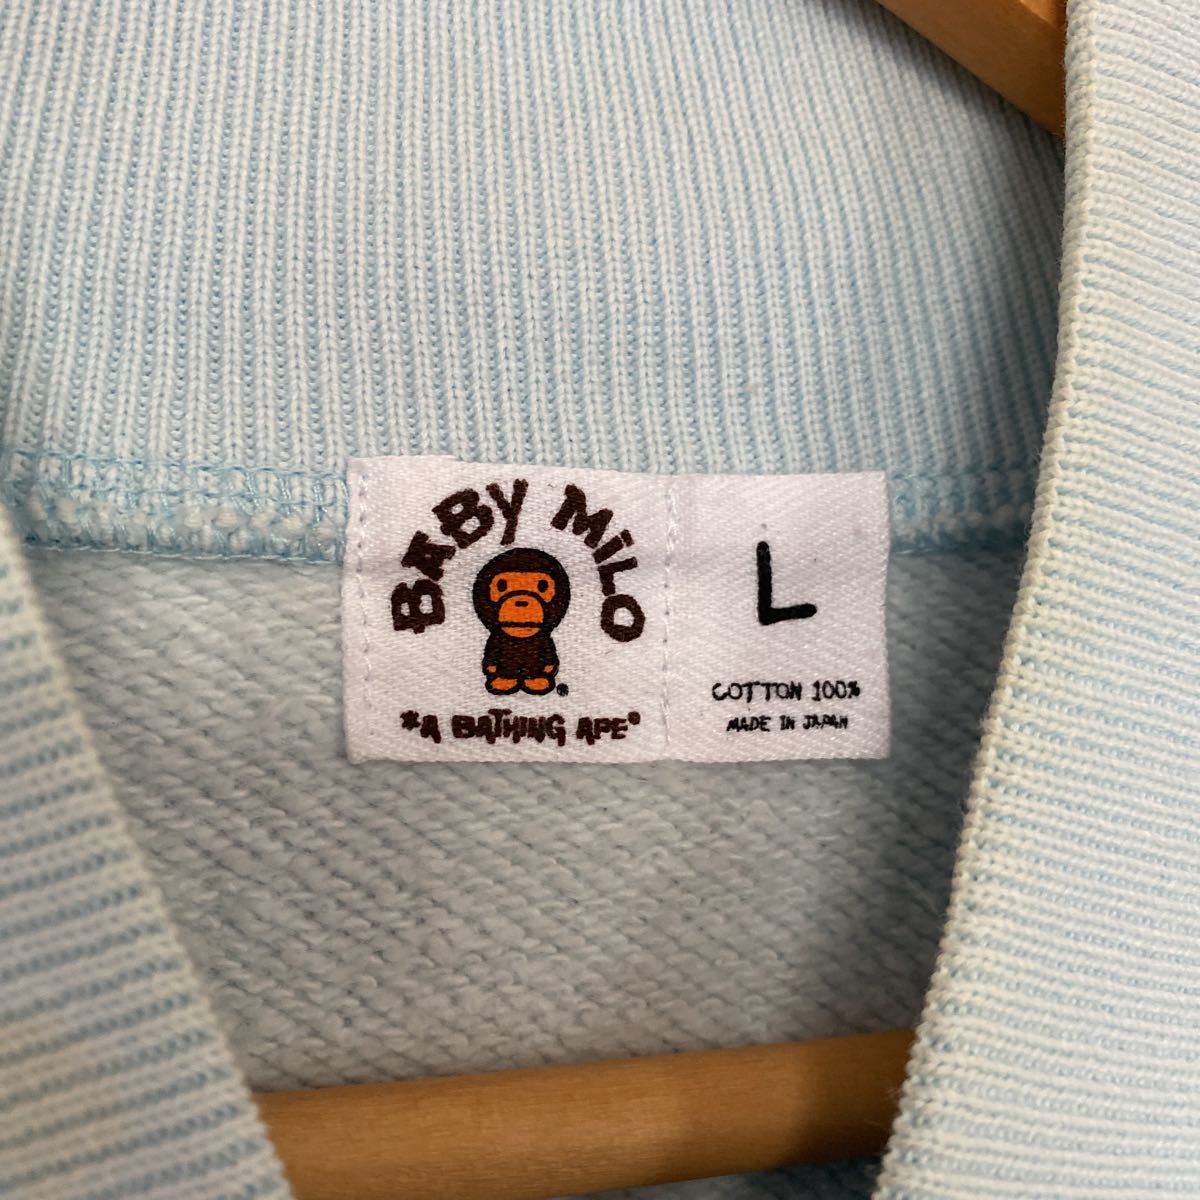 BABY MiLO
®
"A BATHING APE"
L
COTTON 100%
MADE IN JAPAN